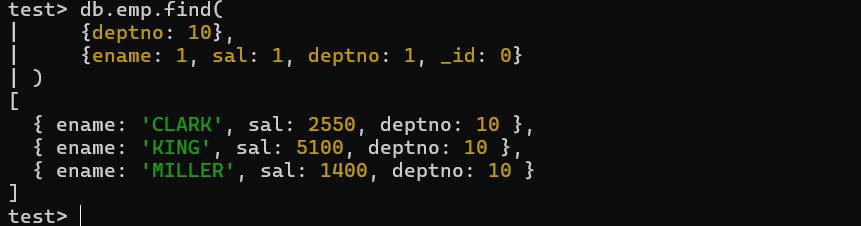 test> db.emp.find(
|     {deptno: 10},
|     {ename: 1, sal: 1, deptno: 1, _id: 0}
| )
[
  { ename: 'CLARK', sal: 2550, deptno: 10 },
  { ename: 'KING', sal: 5100, deptno: 10 },
  { ename: 'MILLER', sal: 1400, deptno: 10 }
]
test>